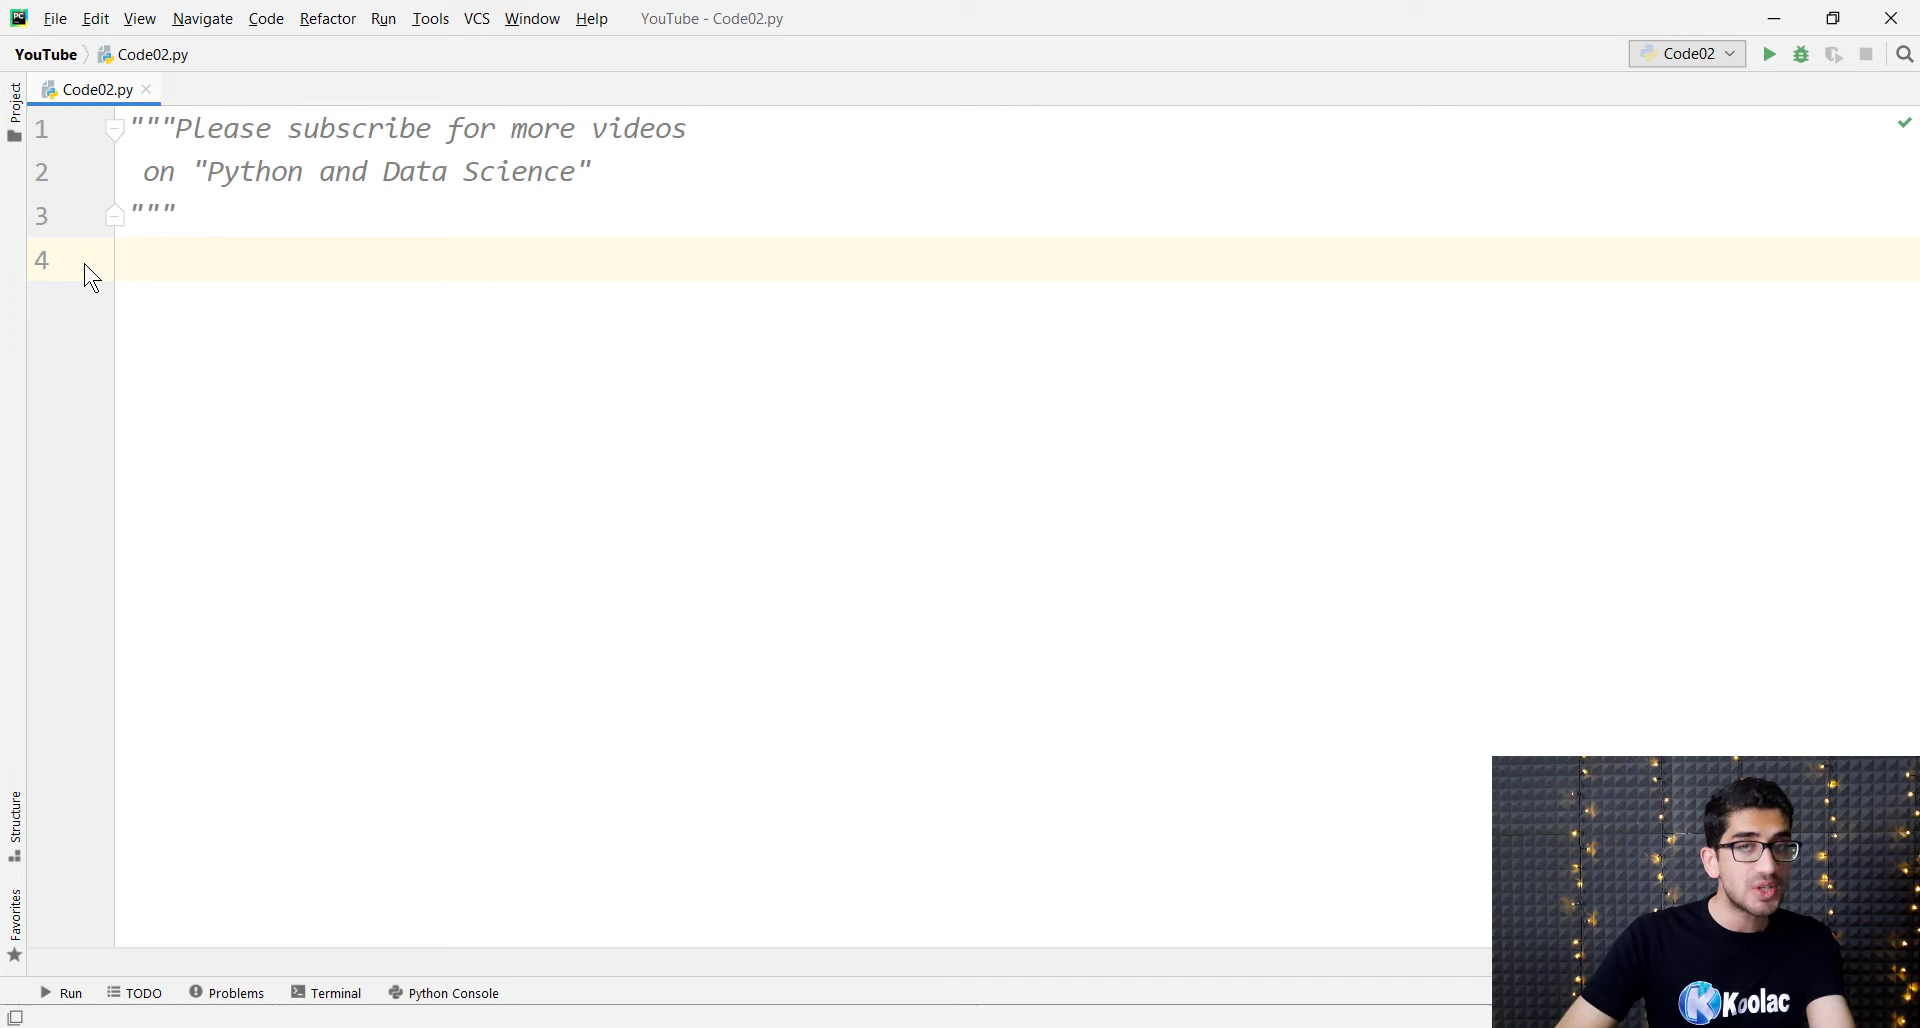 File Edit View Navigate Code Refactor Run Tools VCS Window Help YouTube - Code02.py
YouTube Code02.py
Code02
Project
Code02.py
1 """Please subscribe for more videos
2 on "Python and Data Science"
3 """
4
Structure
Favorites
Koolac
Run TODO Problems Terminal Python Console